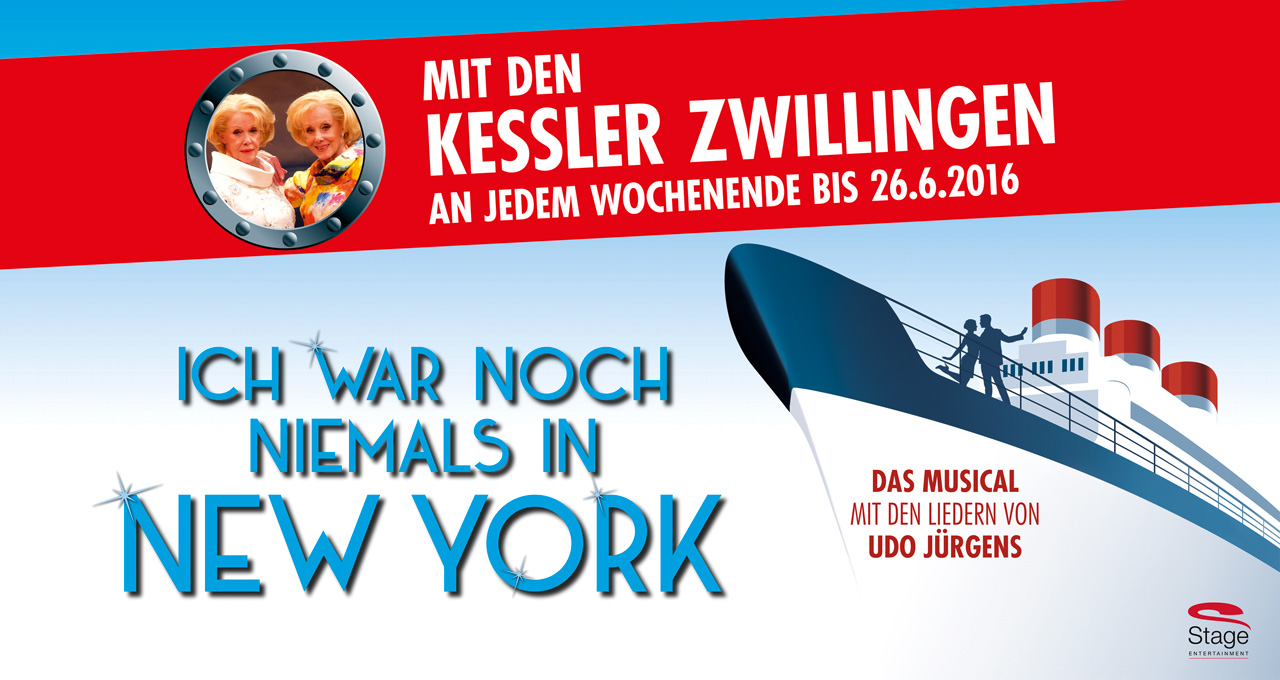 MIT DEN
KESSLER ZWILLINGEN
AN JEDEM WOCHENENDE BIS 26.6.2016
ICH WAR NOCH
NIEMALS IN
NEW YORK
DAS MUSICAL
MIT DEN LIEDERN VON
UDO JÜRGENS
Stage
ENTERTAINMENT